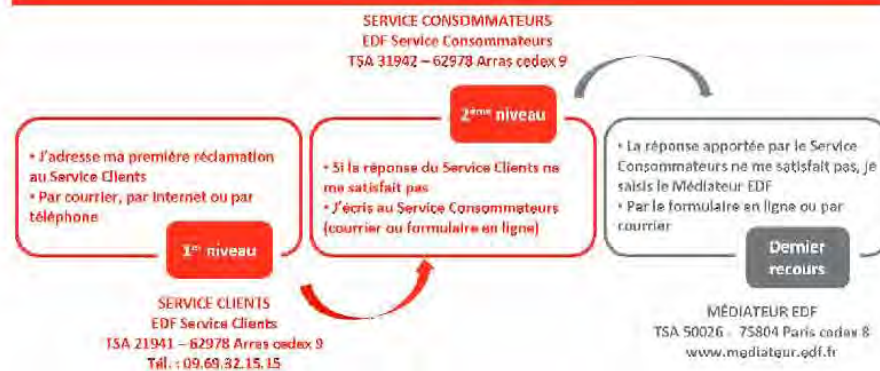 SERVICE CONSOMMATEURS
EDF Service Consommateurs
TSA 31942 – 62978 Arras cedex 9
2ème niveau
• J'adresse ma première réclamation
au Service Clients
• Par courrier, par Internet ou par
téléphone
1er niveau
SERVICE CLIENTS
EDF Service Clients
TSA 21941 – 62978 Arras cedex 9
Tél. : 09.69.32.15.15
• Si la réponse du Service Clients ne
me satisfait pas
• J'écris au Service Consommateurs
(courrier ou formulaire en ligne)
• La réponse apportée par le Service
Consommateurs ne me satisfait pas, je
saisis le Médiateur EDF
• Par le formulaire en ligne ou par
courrier
Dernier
recours
MÉDIATEUR EDF
TSA 50026 - 75804 Paris cedex 8
www.mediateur.edf.fr